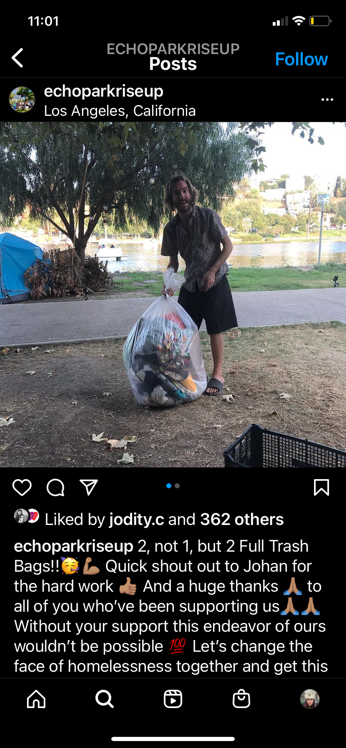 11:01
ECHOPARKRISEUP
Posts
Follow
echoparkriseup
Los Angeles, California
Liked by jodity.c and 362 others
echoparkriseup 2, not 1, but 2 Full Trash
Bags!!🥳💪🏽 Quick shout out to Johan for
the hard work 👍🏽 And a huge thanks 🙏🏽 to
all of you who’ve been supporting us🙏🏽🙏🏽
Without your support this endeavor of ours
wouldn’t be possible 💯 Let’s change the
face of homelessness together and get this